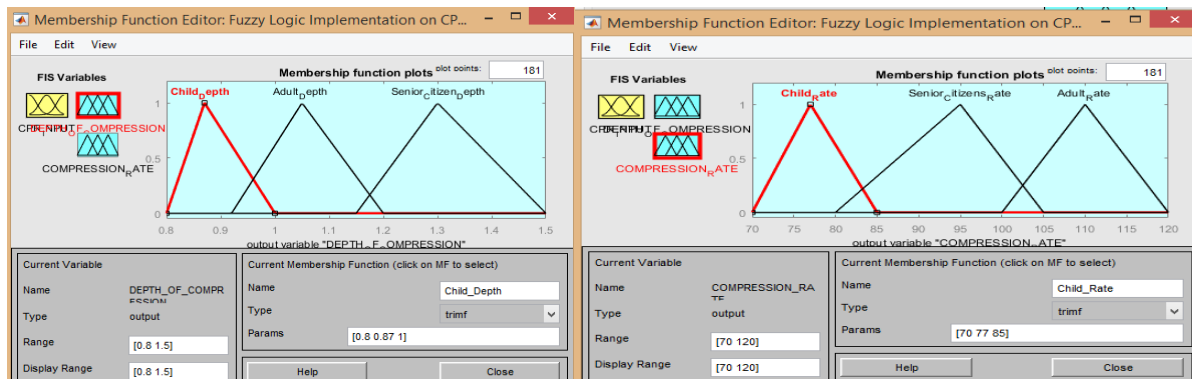 Membership Function Editor: Fuzzy Logic Implementation on CP...
File Edit View
FIS Variables
Membership function plots plot points: 181
Child_Depth Adult_Depth Senior_Citizen_Depth
1
0.5
0
COMPRESSION_RATE
0.8 0.9 1 1.1 1.2 1.3 1.4 1.5
output variable "DEPTH_OF_COMPRESSION"
Current Variable
Name DEPTH_OF_COMPRESSION
Type output
Range [0.8 1.5]
Display Range [0.8 1.5]
Current Membership Function (click on MF to select)
Name Child_Depth
Type trimf
Params [0.8 0.87 1]
Help Close
Membership Function Editor: Fuzzy Logic Implementation on CP...
File Edit View
FIS Variables
Membership function plots plot points: 181
Child_Rate Senior_Citizens_Rate Adult_Rate
1
0.5
0
COMPRESSION_RATE
70 75 80 85 90 95 100 105 110 115 120
output variable "COMPRESSION_RATE"
Current Variable
Name COMPRESSION_RA
TE
Type output
Range [70 120]
Display Range [70 120]
Current Membership Function (click on MF to select)
Name Child_Rate
Type trimf
Params [70 77 85]
Help Close